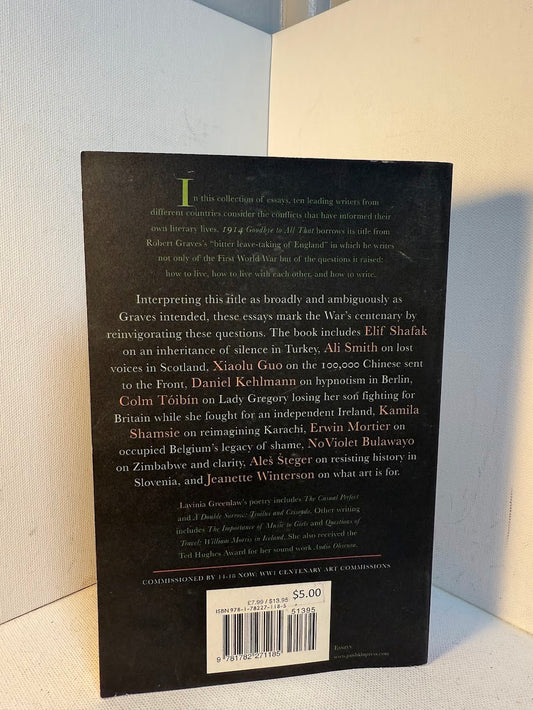 In this collection of essays, ten leading writers from
different countries consider the conflicts that have informed their
own literary lives. 1914 Goodbye to All That borrows its title from
Robert Graves's "bitter leave-taking of England" in which he writes
not only of the First World War but of the questions it raised:
how to live, how to live with each other, and how to write.
Interpreting this title as broadly and ambiguously as
Graves intended, these essays mark the War's centenary by
reinvigorating these questions. The book includes Elif Shafak
on an inheritance of silence in Turkey, Ali Smith on lost
voices in Scotland, Xiaolu Guo on the 100,000 Chinese sent
to the Front, Daniel Kehlmann on hypnotism in Berlin,
Colm Tóibín on Lady Gregory losing her son fighting for
Britain while she fought for an independent Ireland, Kamila
Shamsie on reimagining Karachi, Erwin Mortier on
occupied Belgium's legacy of shame, NoViolet Bulawayo
on Zimbabwe and clarity, Aleš Šteger on resisting history in
Slovenia, and Jeanette Winterson on what art is for.
Lavinia Greenlaw's poetry includes The Casual Perfect
and A Double Sorrow: Troilus and Criseyde. Other writing
includes The Importance of Music to Girls and Questions of
Travel: William Morris in Iceland. She also received the
Ted Hughes Award for her sound work Audio Obscura.
COMMISSIONED BY 14-18 NOW: WW1 CENTENARY ART COMMISSIONS
£7.99 / $13.95 $5.00
ISBN 978-1-78227-118-5 51395
9 781782 271185
Essays
www.pushkinpress.com